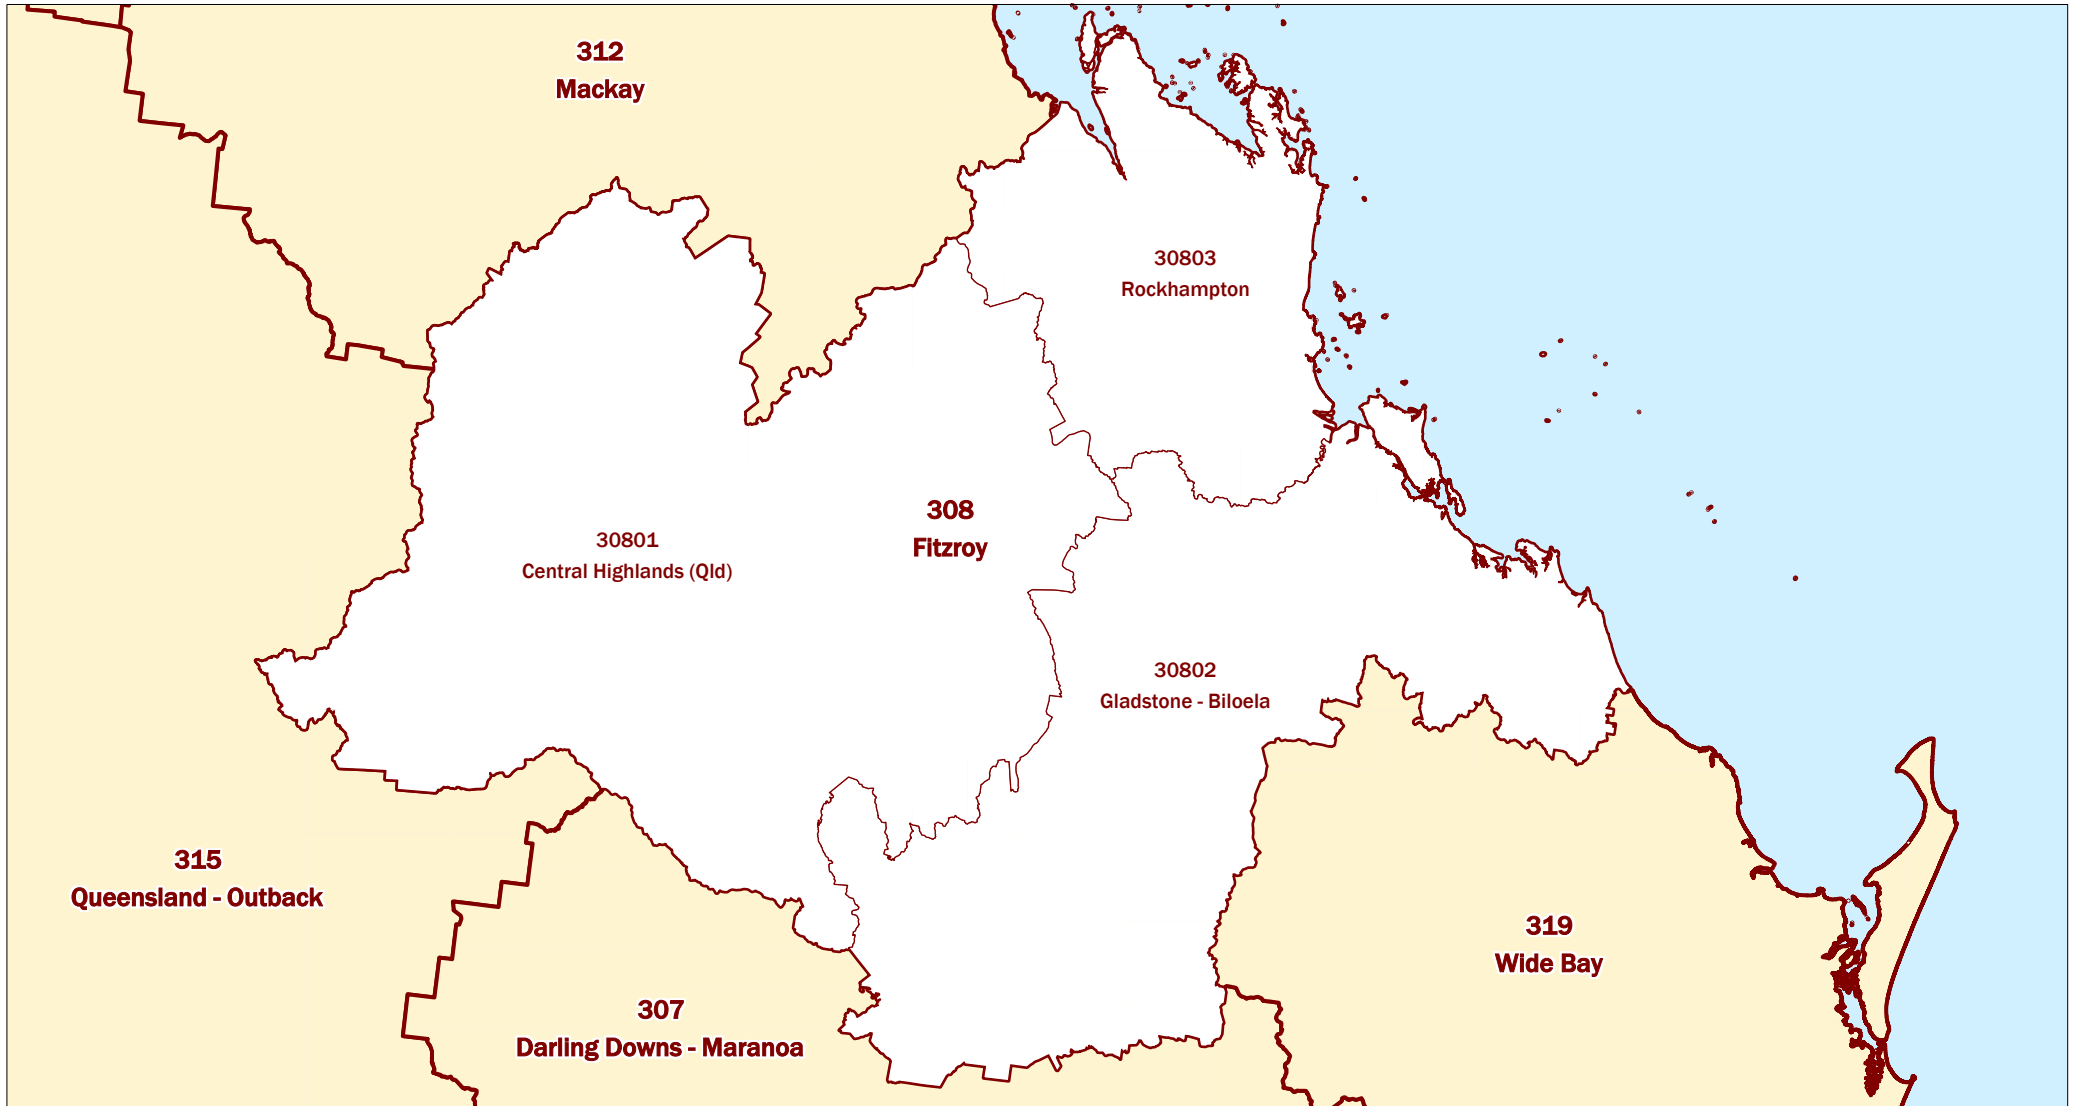 312
Mackay
30803
Rockhampton
308
Fitzroy
30801
Central Highlands (Qld)
30802
Gladstone - Biloela
315
Queensland - Outback
319
Wide Bay
307
Darling Downs - Maranoa